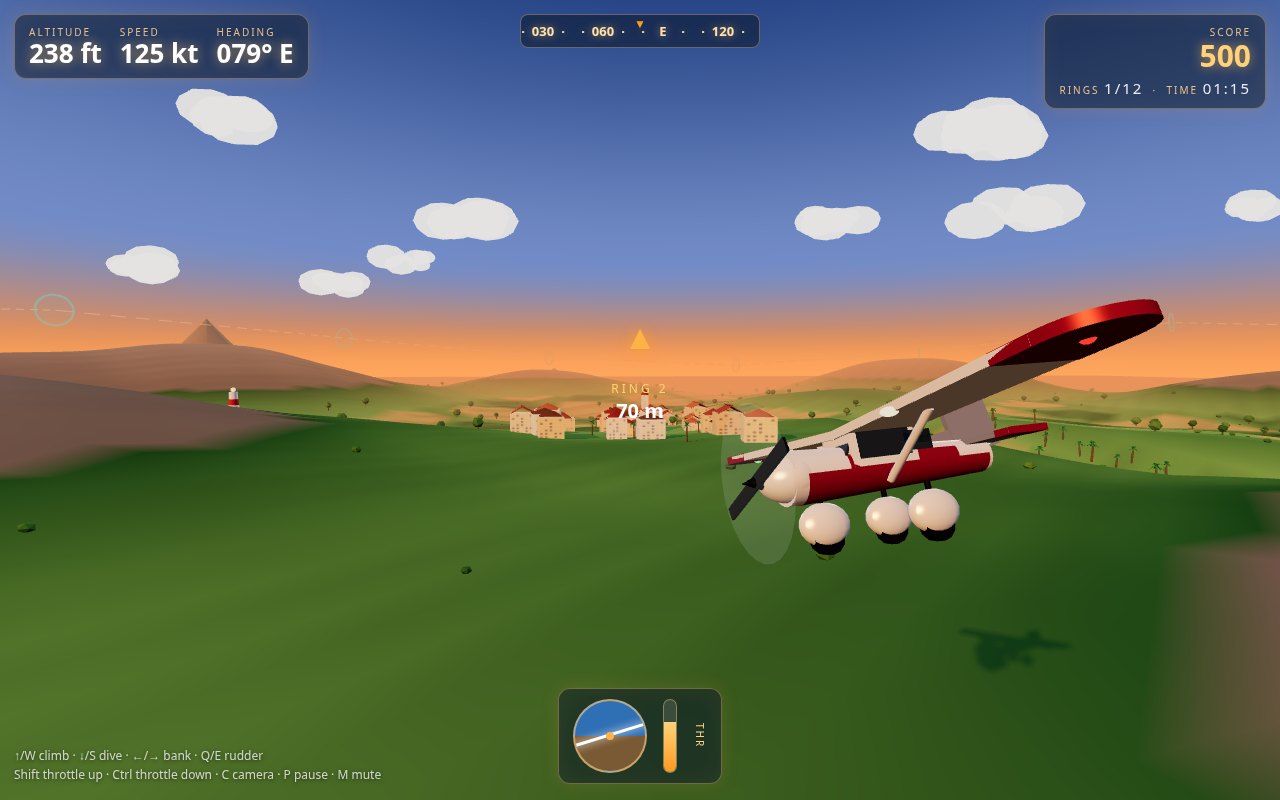 ALTITUDE SPEED HEADING
238 ft 125 kt 079° E
· 030 · · 060 · · E · · 120 ·
SCORE
500
RINGS 1/12 · TIME 01:15
RING 2
70 m
THR
↑/W climb · ↓/S dive · ←/→ bank · Q/E rudder
Shift throttle up · Ctrl throttle down · C camera · P pause · M mute